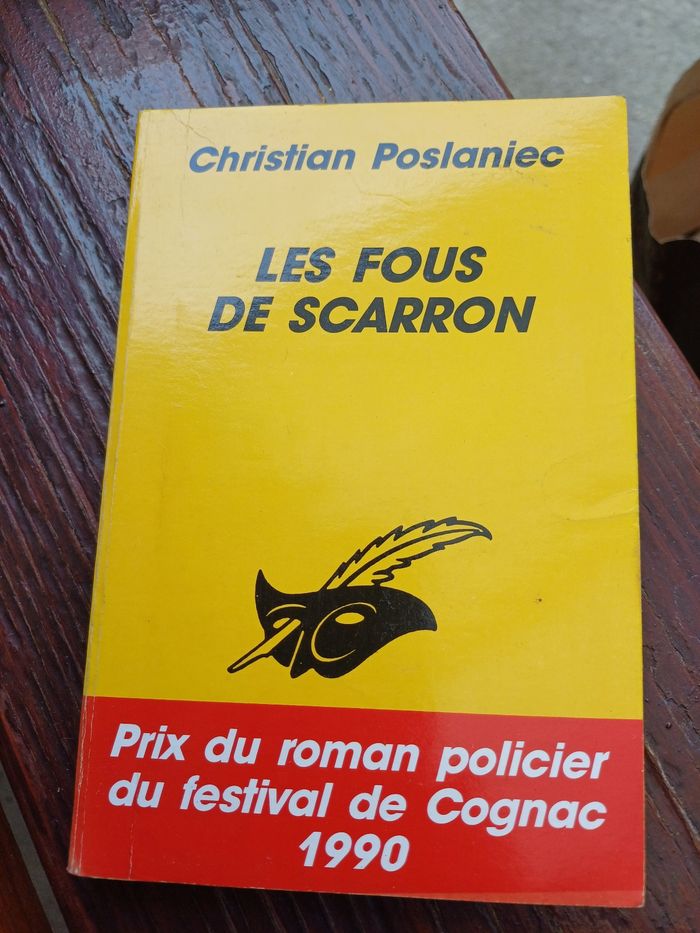 Christian Poslaniec
LES FOUS
DE SCARRON
Prix du roman policier
du festival de Cognac
1990